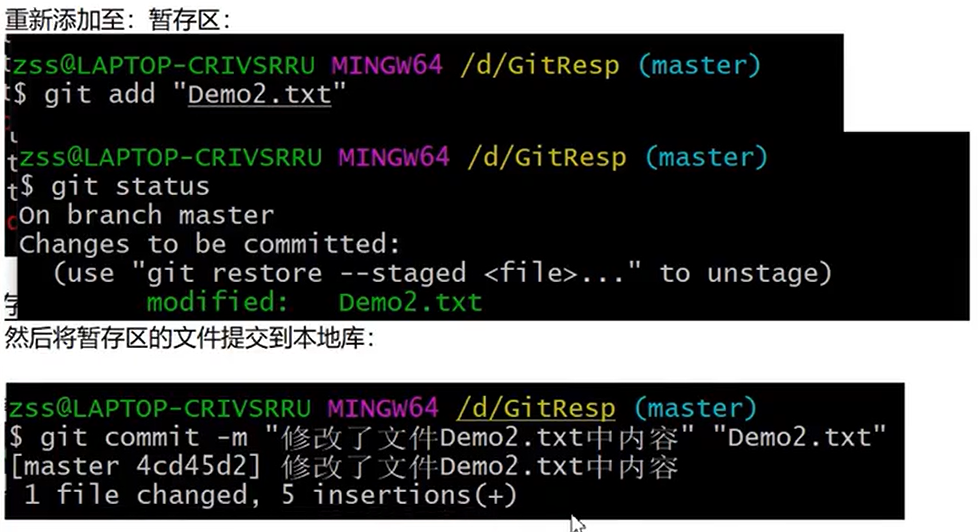 重新添加至：暂存区：
zss@LAPTOP-CRIVSRRU MINGW64 /d/GitResp (master)
$ git add "Demo2.txt"
zss@LAPTOP-CRIVSRRU MINGW64 /d/GitResp (master)
$ git status
On branch master
Changes to be committed:
(use "git restore --staged <file>..." to unstage)
modified: Demo2.txt
然后将暂存区的文件提交到本地库：
zss@LAPTOP-CRIVSRRU MINGW64 /d/GitResp (master)
$ git commit -m "修改了文件Demo2.txt中内容" "Demo2.txt"
[master 4cd45d2] 修改了文件Demo2.txt中内容
1 file changed, 5 insertions(+)